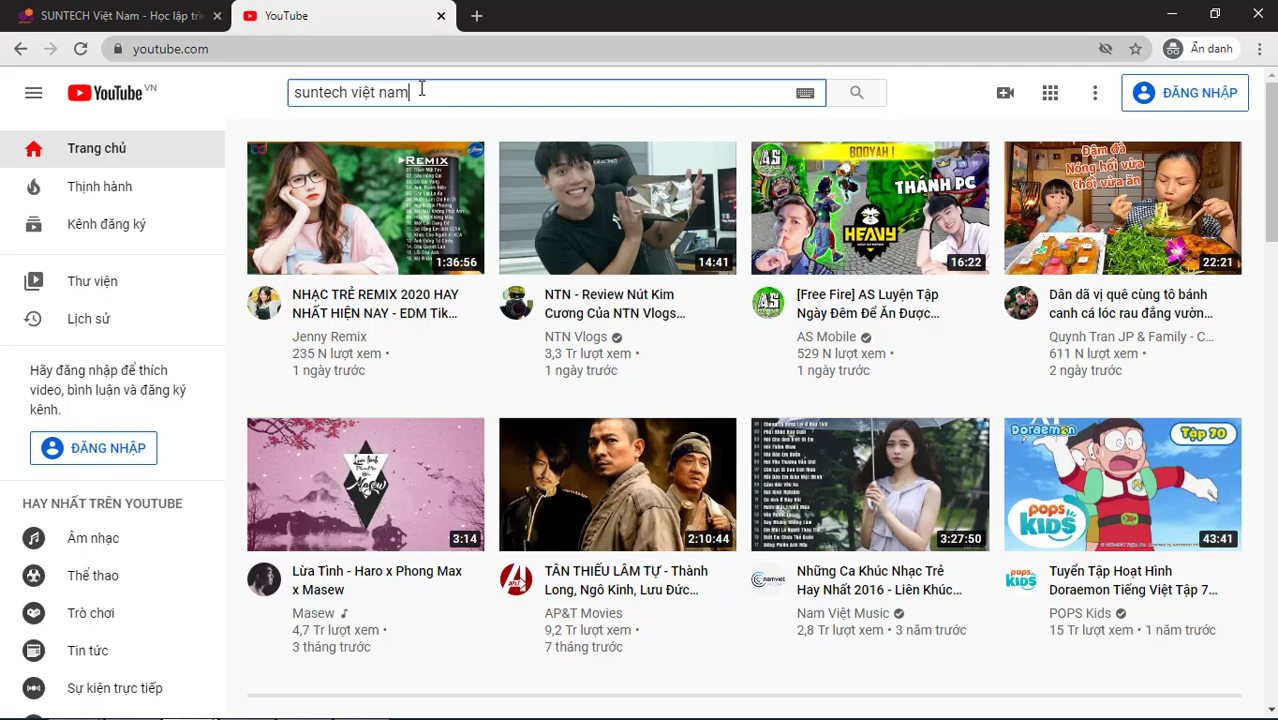 SUNTECH Việt Nam - Học lập trì
YouTube
youtube.com
Ẩn danh
YouTube VN
suntech việt nam
ĐĂNG NHẬP
Trang chủ
Thịnh hành
Kênh đăng ký
Thư viện
Lịch sử
Hãy đăng nhập để thích
video, bình luận và đăng ký
kênh.
ĐĂNG NHẬP
HAY NHẤT TRÊN YOUTUBE
Âm nhạc
Thể thao
Trò chơi
Tin tức
Sự kiện trực tiếp
REMIX
1:36:56
NHẠC TRẺ REMIX 2020 HAY
NHẤT HIỆN NAY - EDM Tik...
Jenny Remix
235 N lượt xem •
1 ngày trước
14:41
NTN - Review Nút Kim
Cương Của NTN Vlogs...
NTN Vlogs
3,3 Tr lượt xem •
1 ngày trước
BOOYAH !
THÁNH PC
HEAVY
16:22
[Free Fire] AS Luyện Tập
Ngày Đêm Để Ăn Được...
AS Mobile
529 N lượt xem •
1 ngày trước
Đậm đà
Nóng hổi vừa
thổi vừa ăn
22:21
Dân dã vị quê cùng tô bánh
canh cá lóc rau đắng vườn...
Quynh Tran JP & Family - C...
611 N lượt xem •
2 ngày trước
Masew
3:14
Lừa Tình - Haro x Phong Max
x Masew
Masew
4,7 Tr lượt xem •
3 tháng trước
2:10:44
TÂN THIẾU LÂM TỰ - Thành
Long, Ngô Kinh, Lưu Đức...
AP&T Movies
9,2 Tr lượt xem •
7 tháng trước
3:27:50
Những Ca Khúc Nhạc Trẻ
Hay Nhất 2016 - Liên Khúc...
Nam Việt Music
2,8 Tr lượt xem • 3 năm trước
Doraemon
Tập 70
POPS
KIDS
43:41
Tuyển Tập Hoạt Hình
Doraemon Tiếng Việt Tập 7...
POPS Kids
15 Tr lượt xem • 1 năm trước